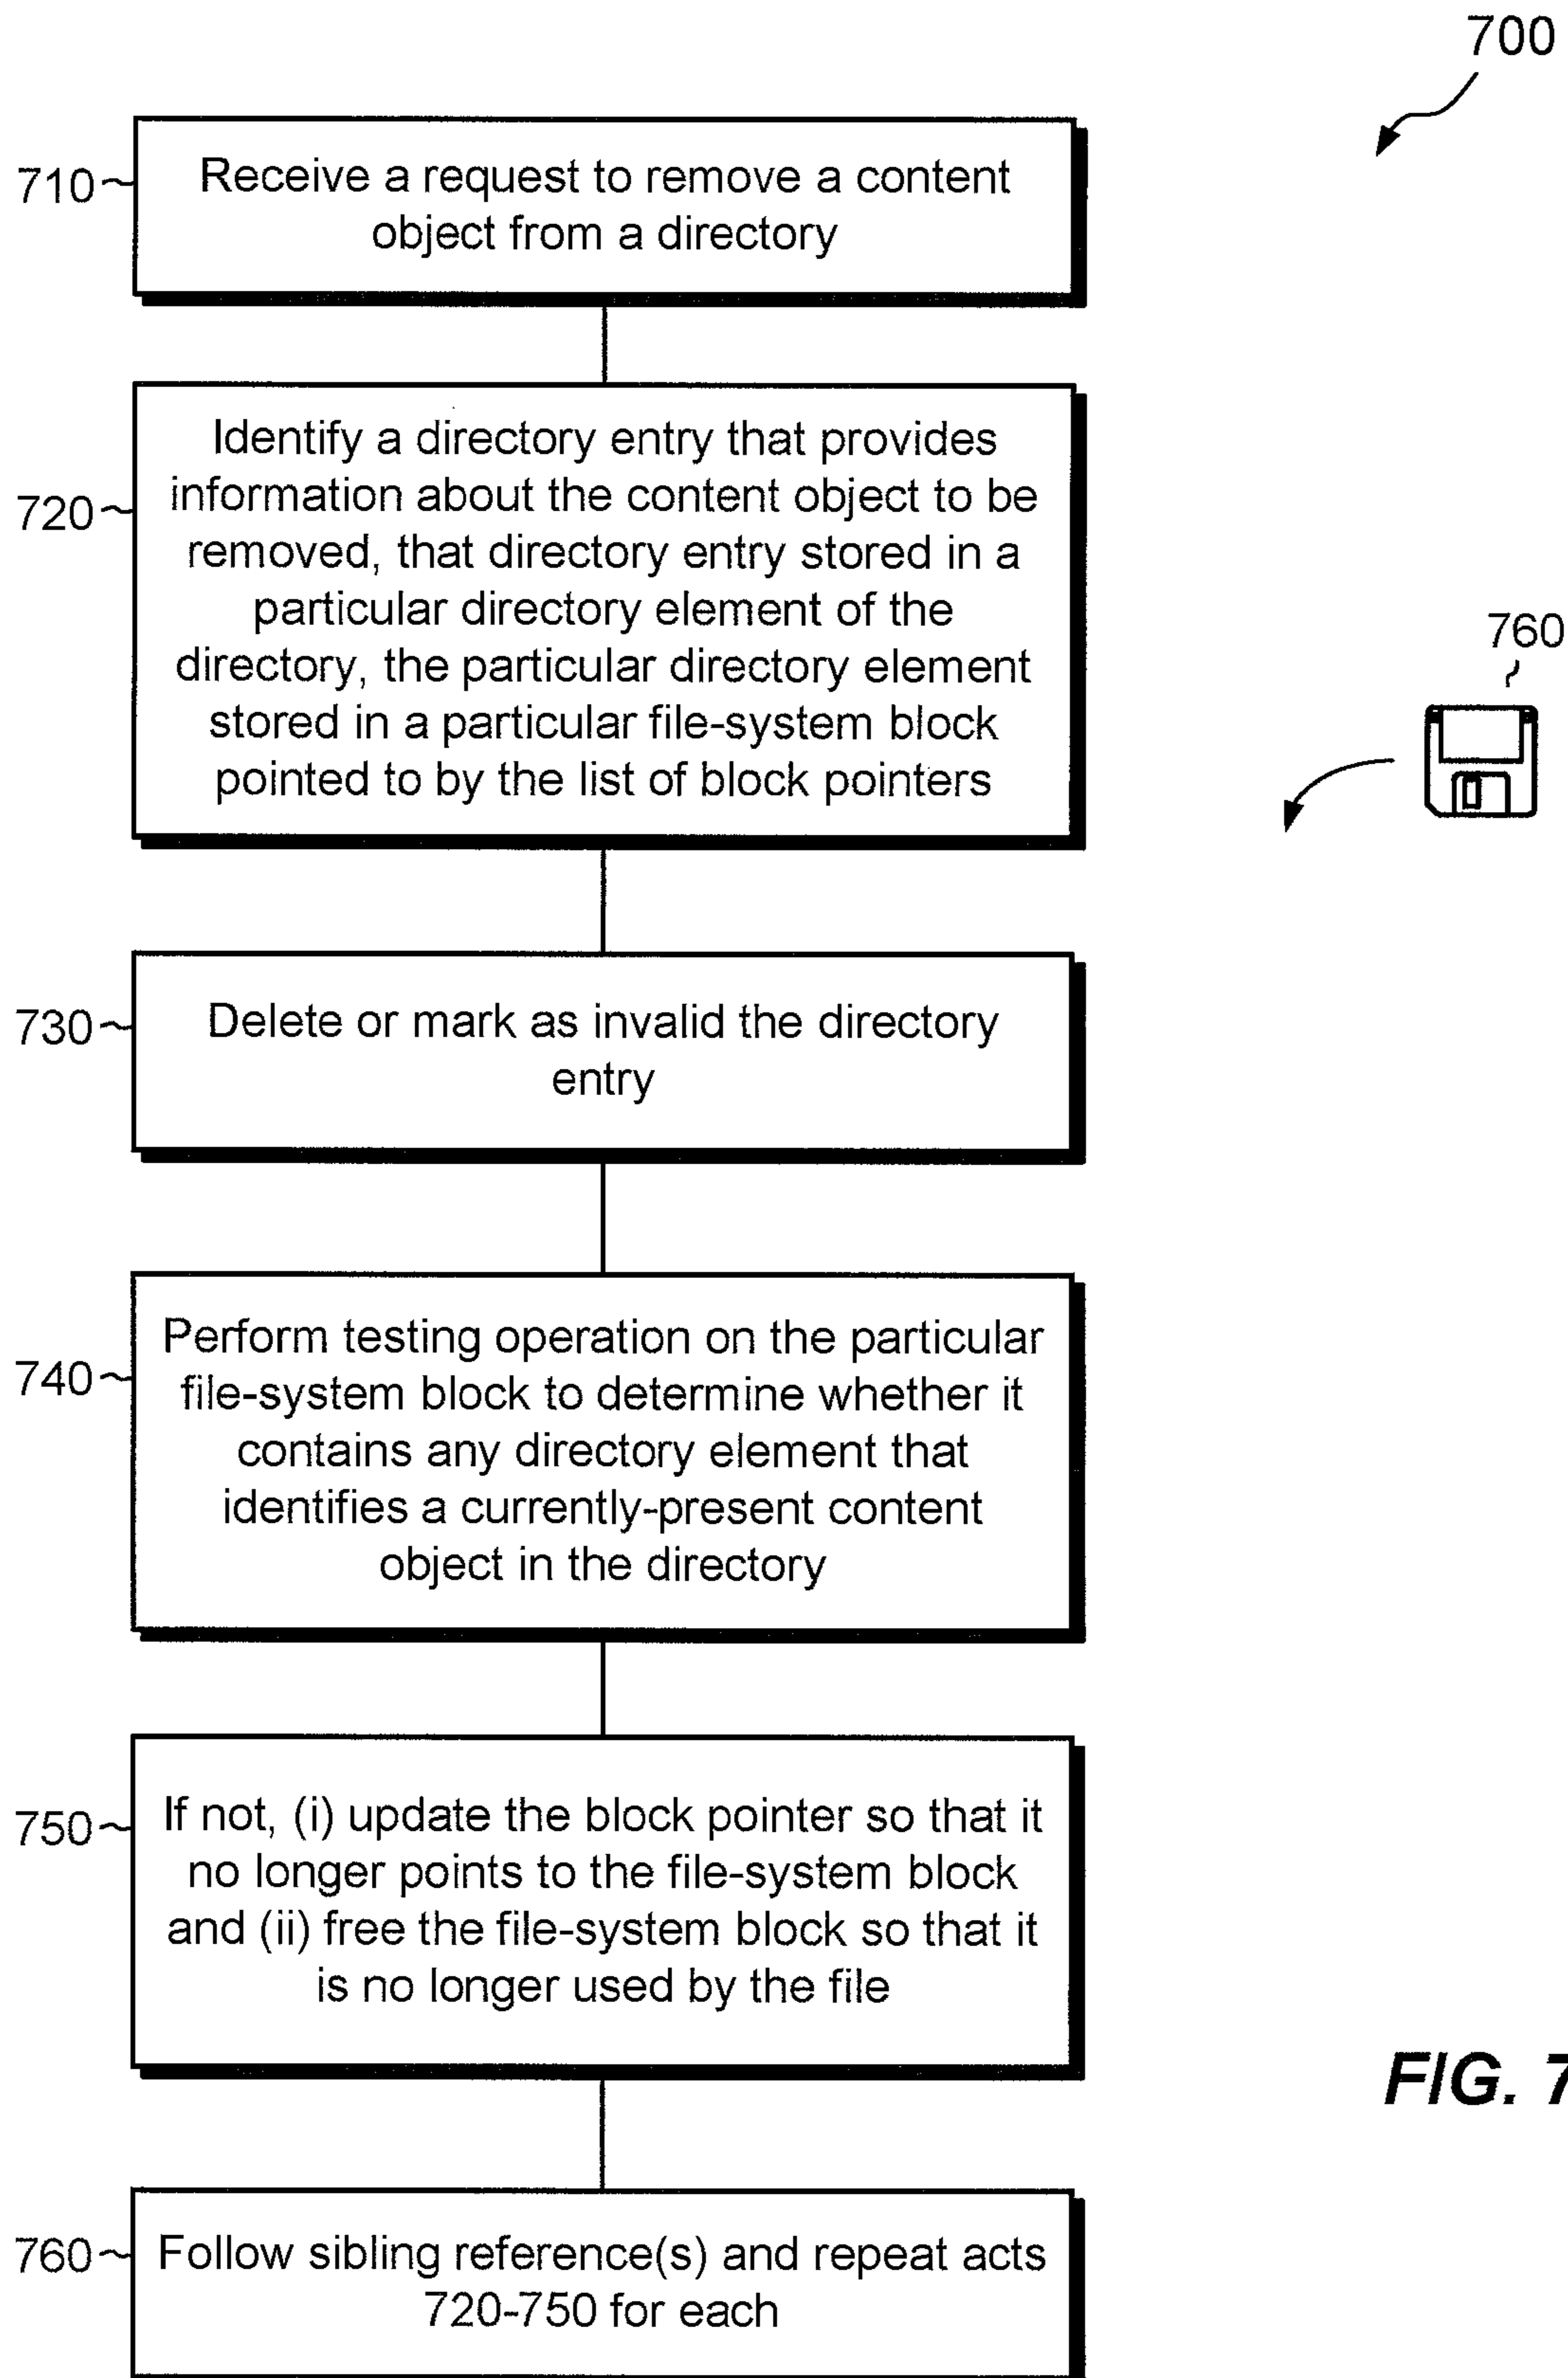 700
710
Receive a request to remove a content
object from a directory
720
Identify a directory entry that provides
information about the content object to be
removed, that directory entry stored in a
particular directory element of the
directory, the particular directory element
stored in a particular file-system block
pointed to by the list of block pointers
760
730
Delete or mark as invalid the directory
entry
740
Perform testing operation on the particular
file-system block to determine whether it
contains any directory element that
identifies a currently-present content
object in the directory
750
If not, (i) update the block pointer so that it
no longer points to the file-system block
and (ii) free the file-system block so that it
is no longer used by the file
FIG. 7
760
Follow sibling reference(s) and repeat acts
720-750 for each